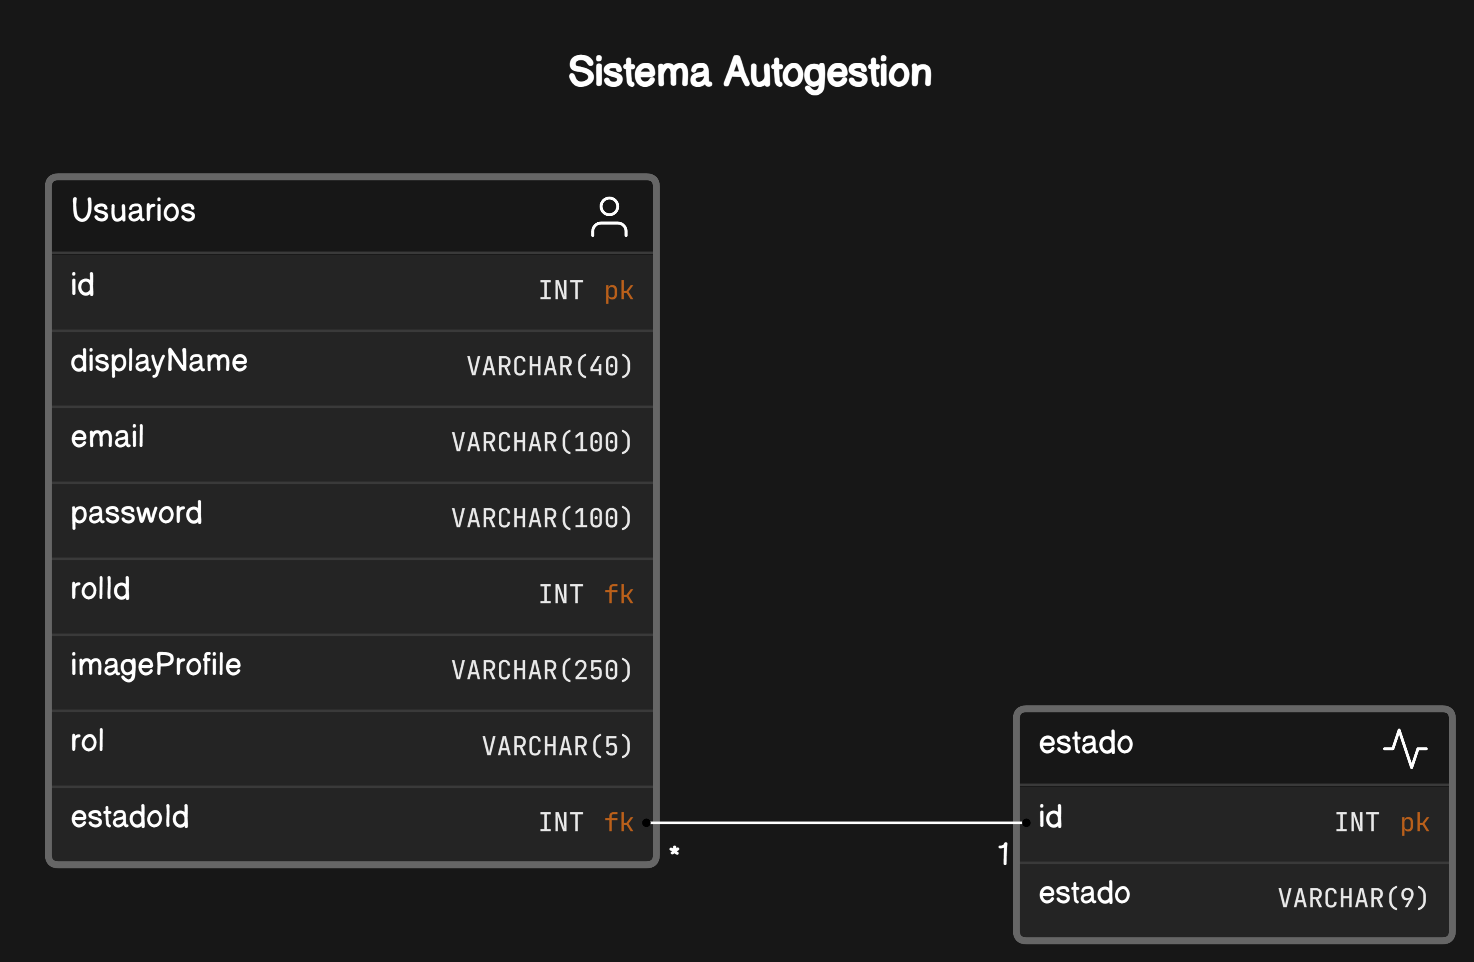 Sistema Autogestion
Usuarios
id INT pk
displayName VARCHAR(40)
email VARCHAR(100)
password VARCHAR(100)
rolId INT fk
imageProfile VARCHAR(250)
rol VARCHAR(5)
estadoId INT fk
* 1
estado
id INT pk
estado VARCHAR(9)